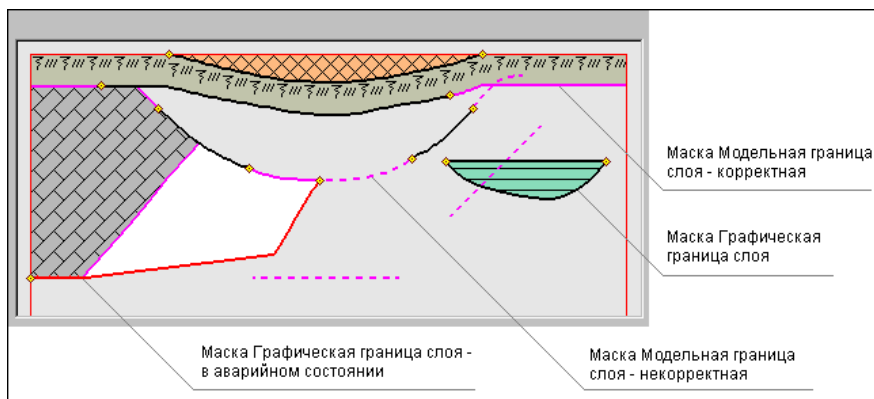 Маска Модельная граница
слоя - корректная
Маска Графическая
граница слоя
Маска Графическая граница слоя -
в аварийном состоянии
Маска Модельная граница
слоя - некорректная